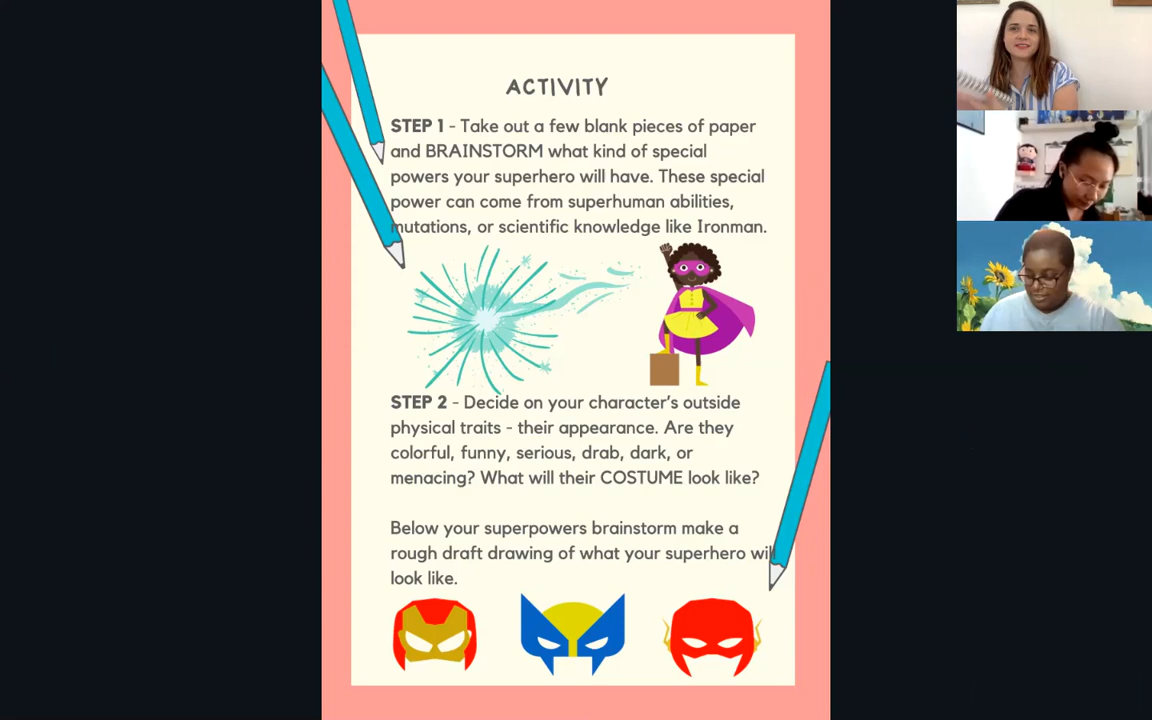 ACTIVITY
STEP 1 - Take out a few blank pieces of paper
and BRAINSTORM what kind of special
powers your superhero will have. These special
power can come from superhuman abilities,
mutations, or scientific knowledge like Ironman.
STEP 2 - Decide on your character's outside
physical traits - their appearance. Are they
colorful, funny, serious, drab, dark, or
menacing? What will their COSTUME look like?
Below your superpowers brainstorm make a
rough draft drawing of what your superhero will
look like.